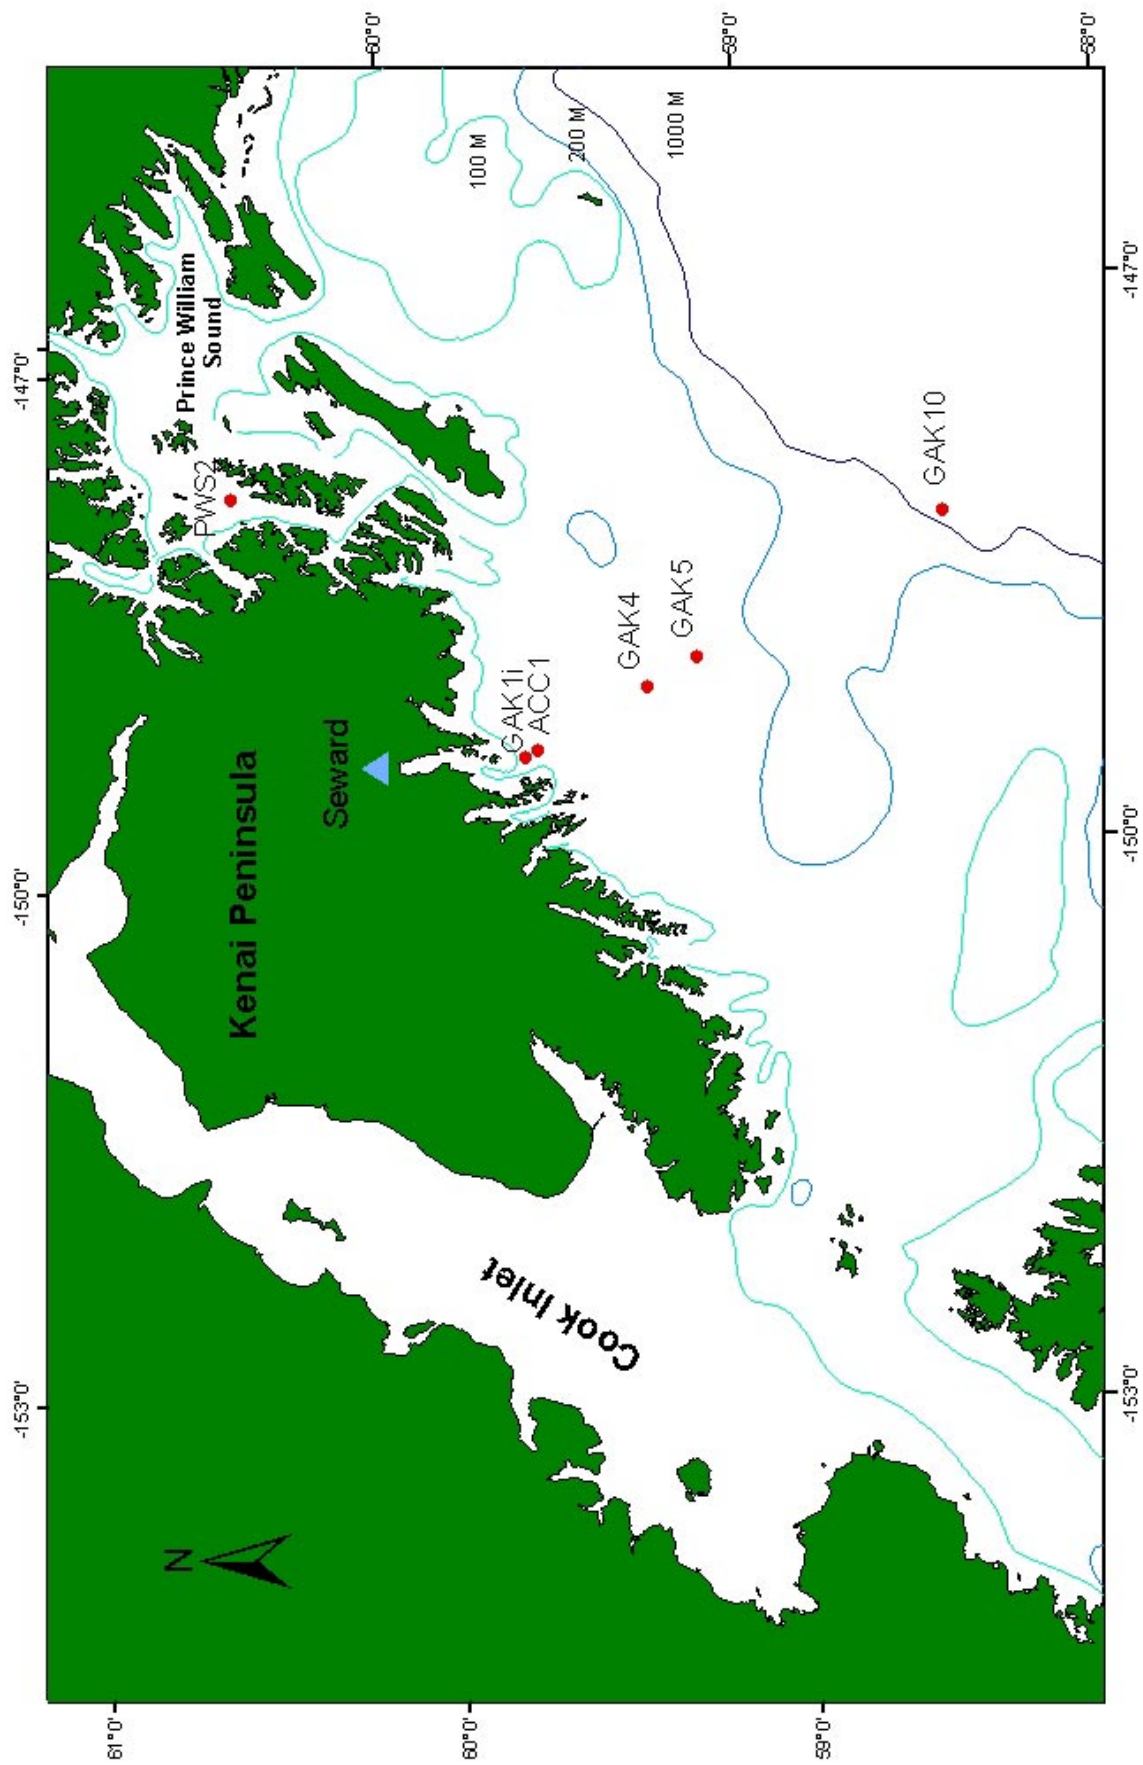 -153°0'
-150°0'
-147°0'
61°0'
N
Prince William
Sound
PWS2
Kenai Peninsula
Seward
60°0'
60°0'
100 M
Cook Inlet
GAK1i
ACC1
200 M
GAK4
GAK5
1000 M
59°0'
59°0'
GAK10
58°0'
-153°0'
-150°0'
-147°0'